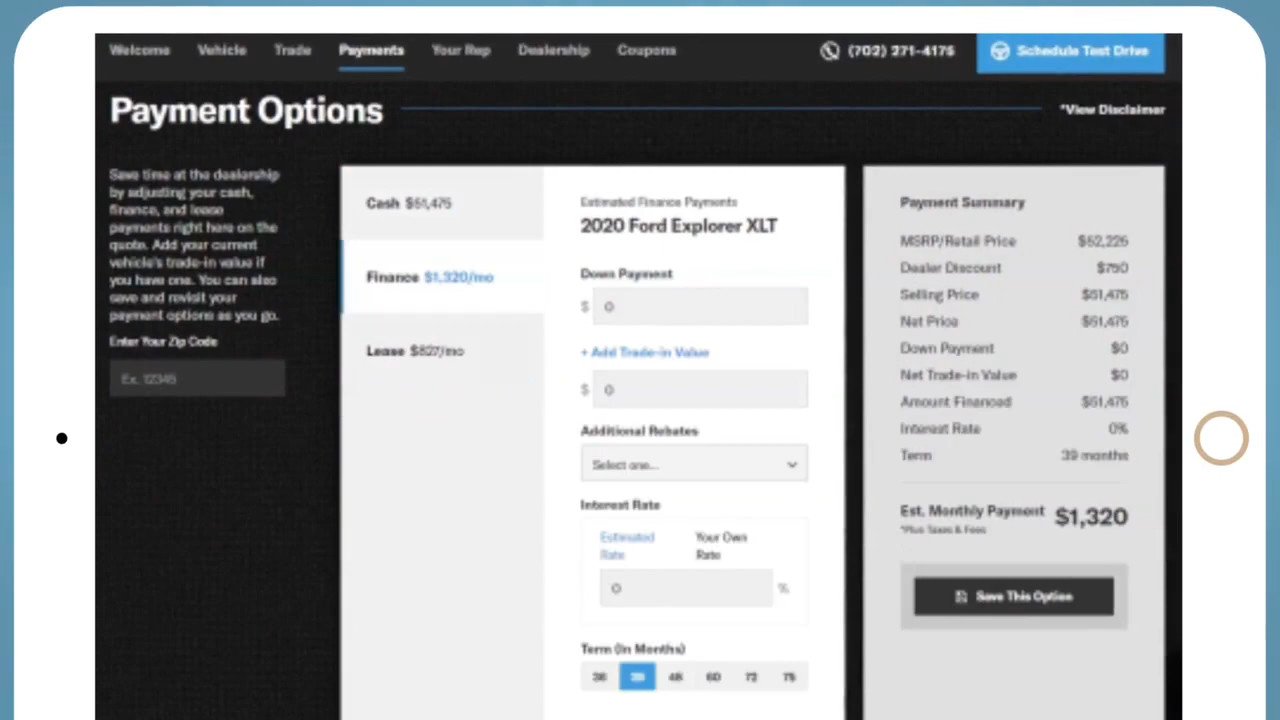 Welcome Vehicle Trade Payments Your Rep Dealership Coupons (702) 271-4175 Schedule Test Drive
Payment Options
*View Disclaimer
Save time at the dealership
by adjusting your cash,
finance, and lease
payments right here on the
quote. Add your current
vehicle's trade-in value if
you have one. You can also
save and revisit your
payment options as you go.
Enter Your Zip Code
Ex. 12345
Cash $51,475
Finance $1,320/mo
Lease $827/mo
Estimated Finance Payments
2020 Ford Explorer XLT
Down Payment
$ 0
+ Add Trade-in Value
$ 0
Additional Rebates
Select one...
Interest Rate
Estimated
Rate
Your Own
Rate
0 %
Term (In Months)
36 39 48 60 72 75
Payment Summary
MSRP/Retail Price $52,225
Dealer Discount $750
Selling Price $51,475
Net Price $51,475
Down Payment $0
Net Trade-in Value $0
Amount Financed $51,475
Interest Rate 0%
Term 39 months
Est. Monthly Payment $1,320
*Plus Taxes & Fees
Save This Option